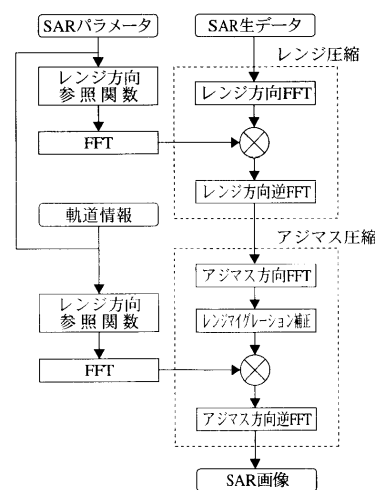 SARパラメータ
SAR生データ
レンジ圧縮
レンジ方向
参照関数
レンジ方向FFT
FFT
レンジ方向逆FFT
軌道情報
アジマス圧縮
アジマス方向FFT
レンジ方向
参照関数
レンジマイグレーション補正
FFT
アジマス方向逆FFT
SAR画像